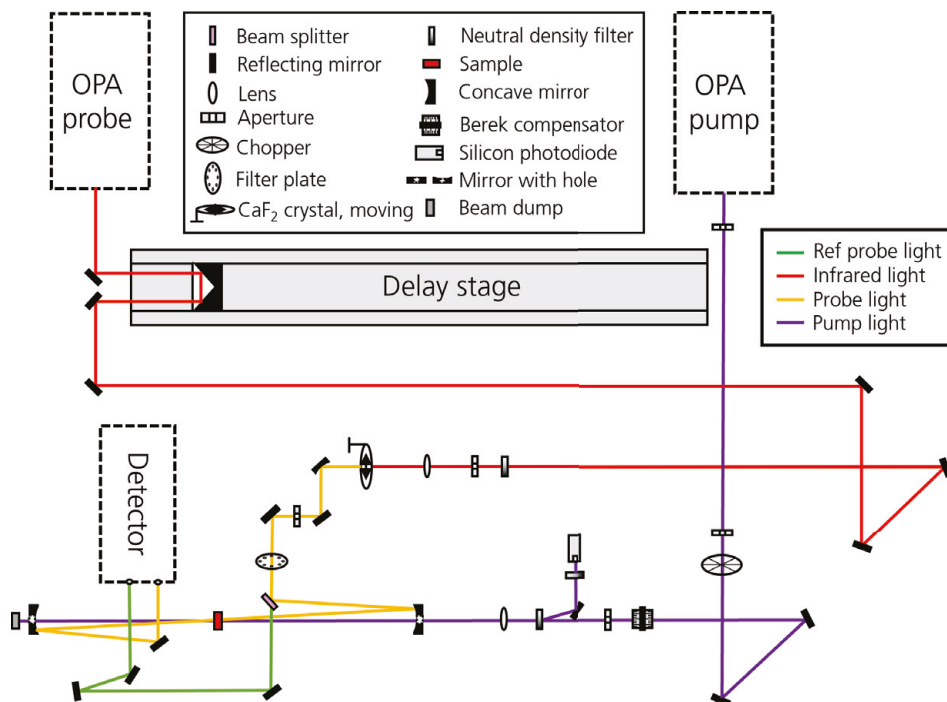 OPA
probe
Beam splitter
Reflecting mirror
Lens
Aperture
Chopper
Filter plate
CaF₂ crystal, moving
Neutral density filter
Sample
Concave mirror
Berek compensator
Silicon photodiode
Mirror with hole
Beam dump
OPA
pump
Delay stage
Ref probe light
Infrared light
Probe light
Pump light
Detector